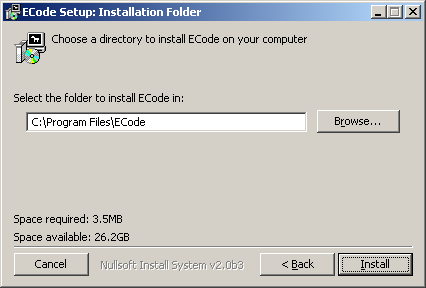 ECode Setup: Installation Folder
Choose a directory to install ECode on your computer
Select the folder to install ECode in:
C:\Program Files\ECode
Browse...
Space required: 3.5MB
Space available: 26.2GB
Cancel
Nullsoft Install System v2.0b3
< Back
Install